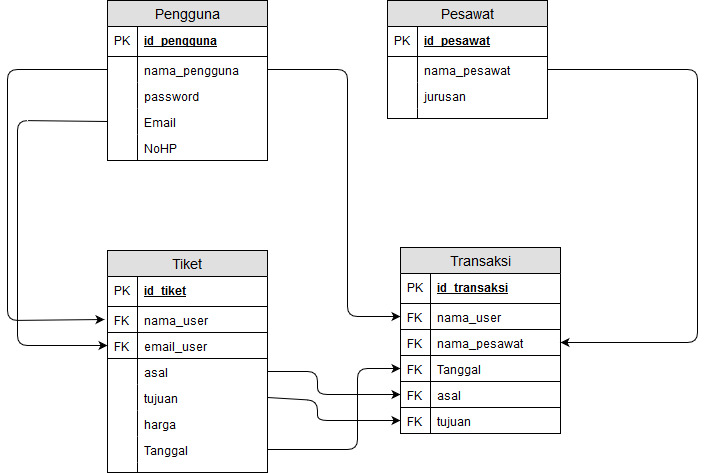 Pengguna
PK id_pengguna
nama_pengguna
password
Email
NoHP
Pesawat
PK id_pesawat
nama_pesawat
jurusan
Tiket
PK id_tiket
FK nama_user
FK email_user
asal
tujuan
harga
Tanggal
Transaksi
PK id_transaksi
FK nama_user
FK nama_pesawat
FK Tanggal
FK asal
FK tujuan